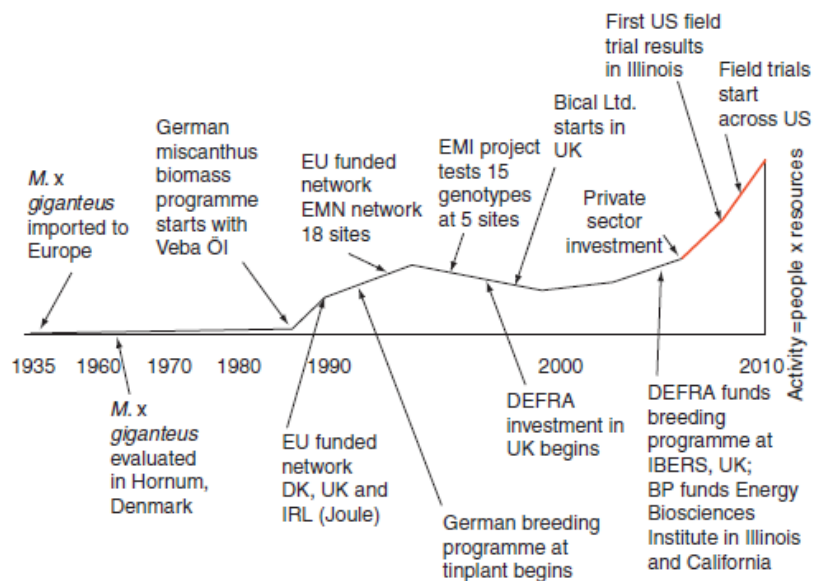 First US field
trial results
in Illinois
Field trials
start
across US
Bical Ltd.
starts in
UK
German
miscanthus
biomass
programme
starts with
Veba Öl
EU funded
network
EMN network
18 sites
EMI project
tests 15
genotypes
at 5 sites
M. x
giganteus
imported to
Europe
Private
sector
investment
Activity =people x resources
1935 1960 1970 1980 1990 2000 2010
M. x
giganteus
evaluated
in Hornum,
Denmark
EU funded
network
DK, UK and
IRL (Joule)
German breeding
programme at
tinplant begins
DEFRA
investment in
UK begins
DEFRA funds
breeding
programme at
IBERS, UK;
BP funds Energy
Biosciences
Institute in Illinois
and California